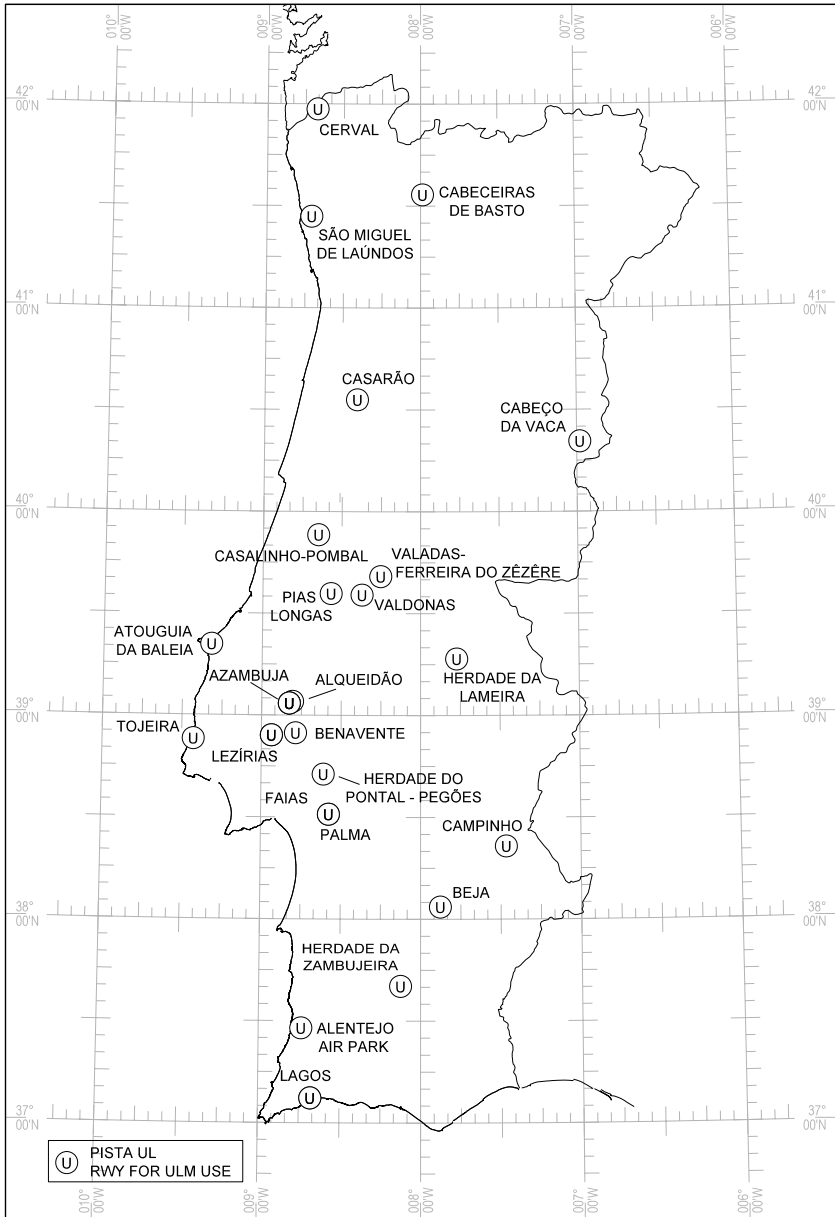 010°
00'W
009°
00'W
008°
00'W
007°
00'W
006°
00'W
42°
00'N
42°
00'N
U
CERVAL
U
CABECEIRAS
DE BASTO
U
SÃO MIGUEL
DE LAÚNDOS
41°
00'N
41°
00'N
CASARÃO
U
CABEÇO
DA VACA
U
40°
00'N
40°
00'N
U
CASALINHO-POMBAL
VALADAS-
FERREIRA DO ZÊZÊRE
U
PIAS
LONGAS
U
U
VALDONAS
ATOUGUIA
DA BALEIA
U
U
HERDADE DA
LAMEIRA
AZAMBUJA
ALQUEIDÃO
U
39°
00'N
39°
00'N
TOJEIRA
U
LEZÍRIAS
U
U
BENAVENTE
U
HERDADE DO
PONTAL - PEGÕES
FAIAS
U
PALMA
CAMPINHO
U
38°
00'N
38°
00'N
BEJA
U
HERDADE DA
ZAMBUJEIRA
U
U
ALENTEJO
AIR PARK
LAGOS
U
37°
00'N
37°
00'N
U
PISTA UL
RWY FOR ULM USE
010°
00'W
009°
00'W
008°
00'W
007°
00'W
006°
00'W